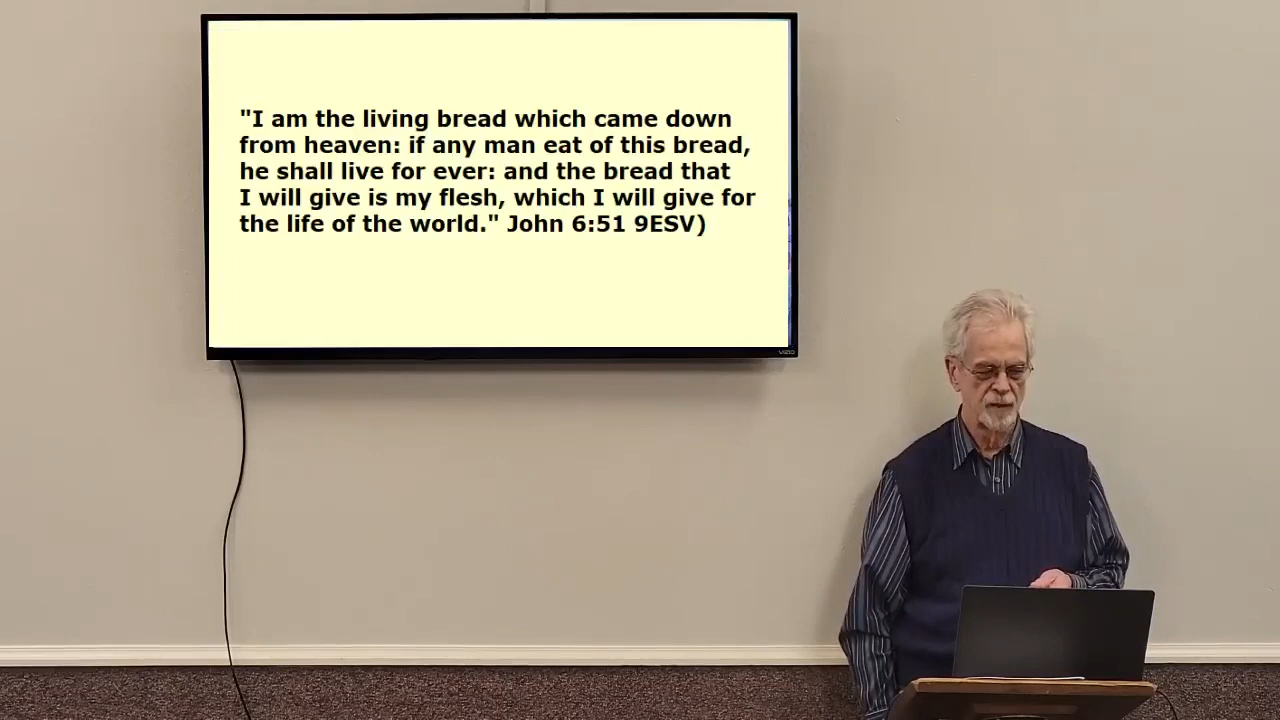 "I am the living bread which came down
from heaven: if any man eat of this bread,
he shall live for ever: and the bread that
I will give is my flesh, which I will give for
the life of the world." John 6:51 9ESV)
VIZIO